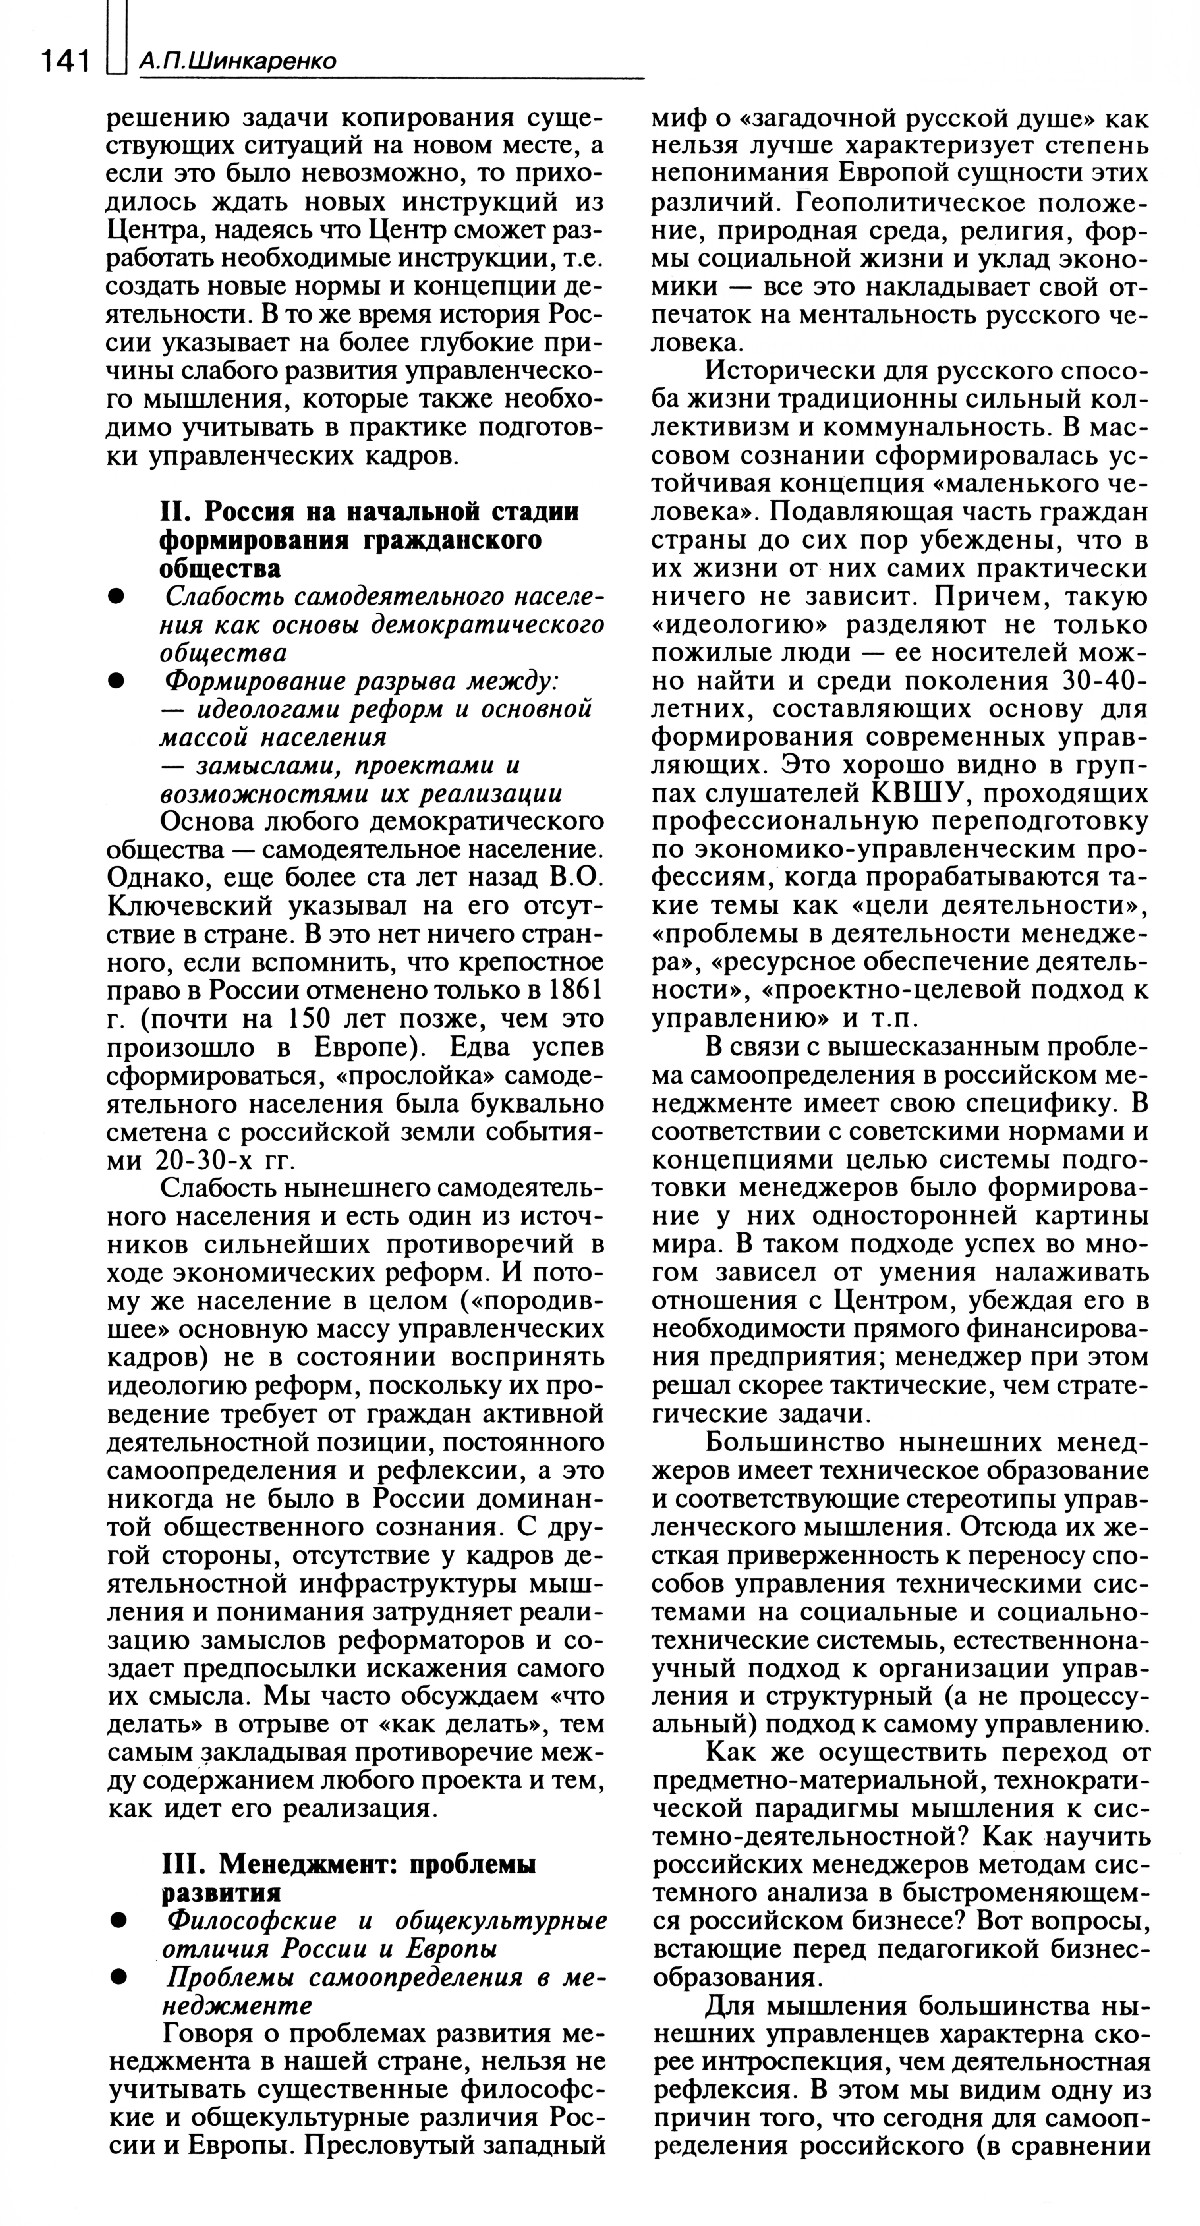 141
А.П.Шинкаренко
решению задачи копирования суще-
ствующих ситуаций на новом месте, а
если это было невозможно, то прихо-
дилось ждать новых инструкций из
Центра, надеясь что Центр сможет раз-
работать необходимые инструкции, т.е.
создать новые нормы и концепции де-
ятельности. В то же время история Рос-
сии указывает на более глубокие при-
чины слабого развития управленческо-
го мышления, которые также необхо-
димо учитывать в практике подготов-
ки управленческих кадров.
II. Россия на начальной стадии
формирования гражданского
общества
● Слабость самодеятельного населе-
ния как основы демократического
общества
● Формирование разрыва между:
— идеологами реформ и основной
массой населения
— замыслами, проектами и
возможностями их реализации
Основа любого демократического
общества — самодеятельное население.
Однако, еще более ста лет назад В.О.
Ключевский указывал на его отсут-
ствие в стране. В это нет ничего стран-
ного, если вспомнить, что крепостное
право в России отменено только в 1861
г. (почти на 150 лет позже, чем это
произошло в Европе). Едва успев
сформироваться, «прослойка» самоде-
ятельного населения была буквально
сметена с российской земли события-
ми 20-30-х гг.
Слабость нынешнего самодеятель-
ного населения и есть один из источ-
ников сильнейших противоречий в
ходе экономических реформ. И пото-
му же население в целом («породив-
шее» основную массу управленческих
кадров) не в состоянии воспринять
идеологию реформ, поскольку их про-
ведение требует от граждан активной
деятельностной позиции, постоянного
самоопределения и рефлексии, а это
никогда не было в России доминан-
той общественного сознания. С дру-
гой стороны, отсутствие у кадров де-
ятельностной инфраструктуры мыш-
ления и понимания затрудняет реали-
зацию замыслов реформаторов и со-
здает предпосылки искажения самого
их смысла. Мы часто обсуждаем «что
делать» в отрыве от «как делать», тем
самым закладывая противоречие меж-
ду содержанием любого проекта и тем,
как идет его реализация.
III. Менеджмент: проблемы
развития
● Философские и общекультурные
отличия России и Европы
● Проблемы самоопределения в ме-
неджменте
Говоря о проблемах развития ме-
неджмента в нашей стране, нельзя не
учитывать существенные философс-
кие и общекультурные различия Рос-
сии и Европы. Пресловутый западный
миф о «загадочной русской душе» как
нельзя лучше характеризует степень
непонимания Европой сущности этих
различий. Геополитическое положе-
ние, природная среда, религия, фор-
мы социальной жизни и уклад эконо-
мики — все это накладывает свой от-
печаток на ментальность русского че-
ловека.
Исторически для русского спосо-
ба жизни традиционны сильный кол-
лективизм и коммунальность. В мас-
совом сознании сформировалась ус-
тойчивая концепция «маленького че-
ловека». Подавляющая часть граждан
страны до сих пор убеждены, что в
их жизни от них самих практически
ничего не зависит. Причем, такую
«идеологию» разделяют не только
пожилые люди — ее носителей мож-
но найти и среди поколения 30-40-
летних, составляющих основу для
формирования современных управ-
ляющих. Это хорошо видно в груп-
пах слушателей КВШУ, проходящих
профессиональную переподготовку
по экономико-управленческим про-
фессиям, когда прорабатываются та-
кие темы как «цели деятельности»,
«проблемы в деятельности менедже-
ра», «ресурсное обеспечение деятель-
ности», «проектно-целевой подход к
управлению» и т.п.
В связи с вышесказанным пробле-
ма самоопределения в российском ме-
неджменте имеет свою специфику. В
соответствии с советскими нормами и
концепциями целью системы подго-
товки менеджеров было формирова-
ние у них односторонней картины
мира. В таком подходе успех во мно-
гом зависел от умения налаживать
отношения с Центром, убеждая его в
необходимости прямого финансирова-
ния предприятия; менеджер при этом
решал скорее тактические, чем страте-
гические задачи.
Большинство нынешних менед-
жеров имеет техническое образование
и соответствующие стереотипы управ-
ленческого мышления. Отсюда их же-
сткая приверженность к переносу спо-
собов управления техническими сис-
темами на социальные и социально-
технические системыь, естественнона-
учный подход к организации управ-
ления и структурный (а не процессу-
альный) подход к самому управлению.
Как же осуществить переход от
предметно-материальной, технократи-
ческой парадигмы мышления к сис-
темно-деятельностной? Как научить
российских менеджеров методам сис-
темного анализа в быстроменяющем-
ся российском бизнесе? Вот вопросы,
встающие перед педагогикой бизнес-
образования.
Для мышления большинства ны-
нешних управленцев характерна ско-
рее интроспекция, чем деятельностная
рефлексия. В этом мы видим одну из
причин того, что сегодня для самооп-
ределения российского (в сравнении